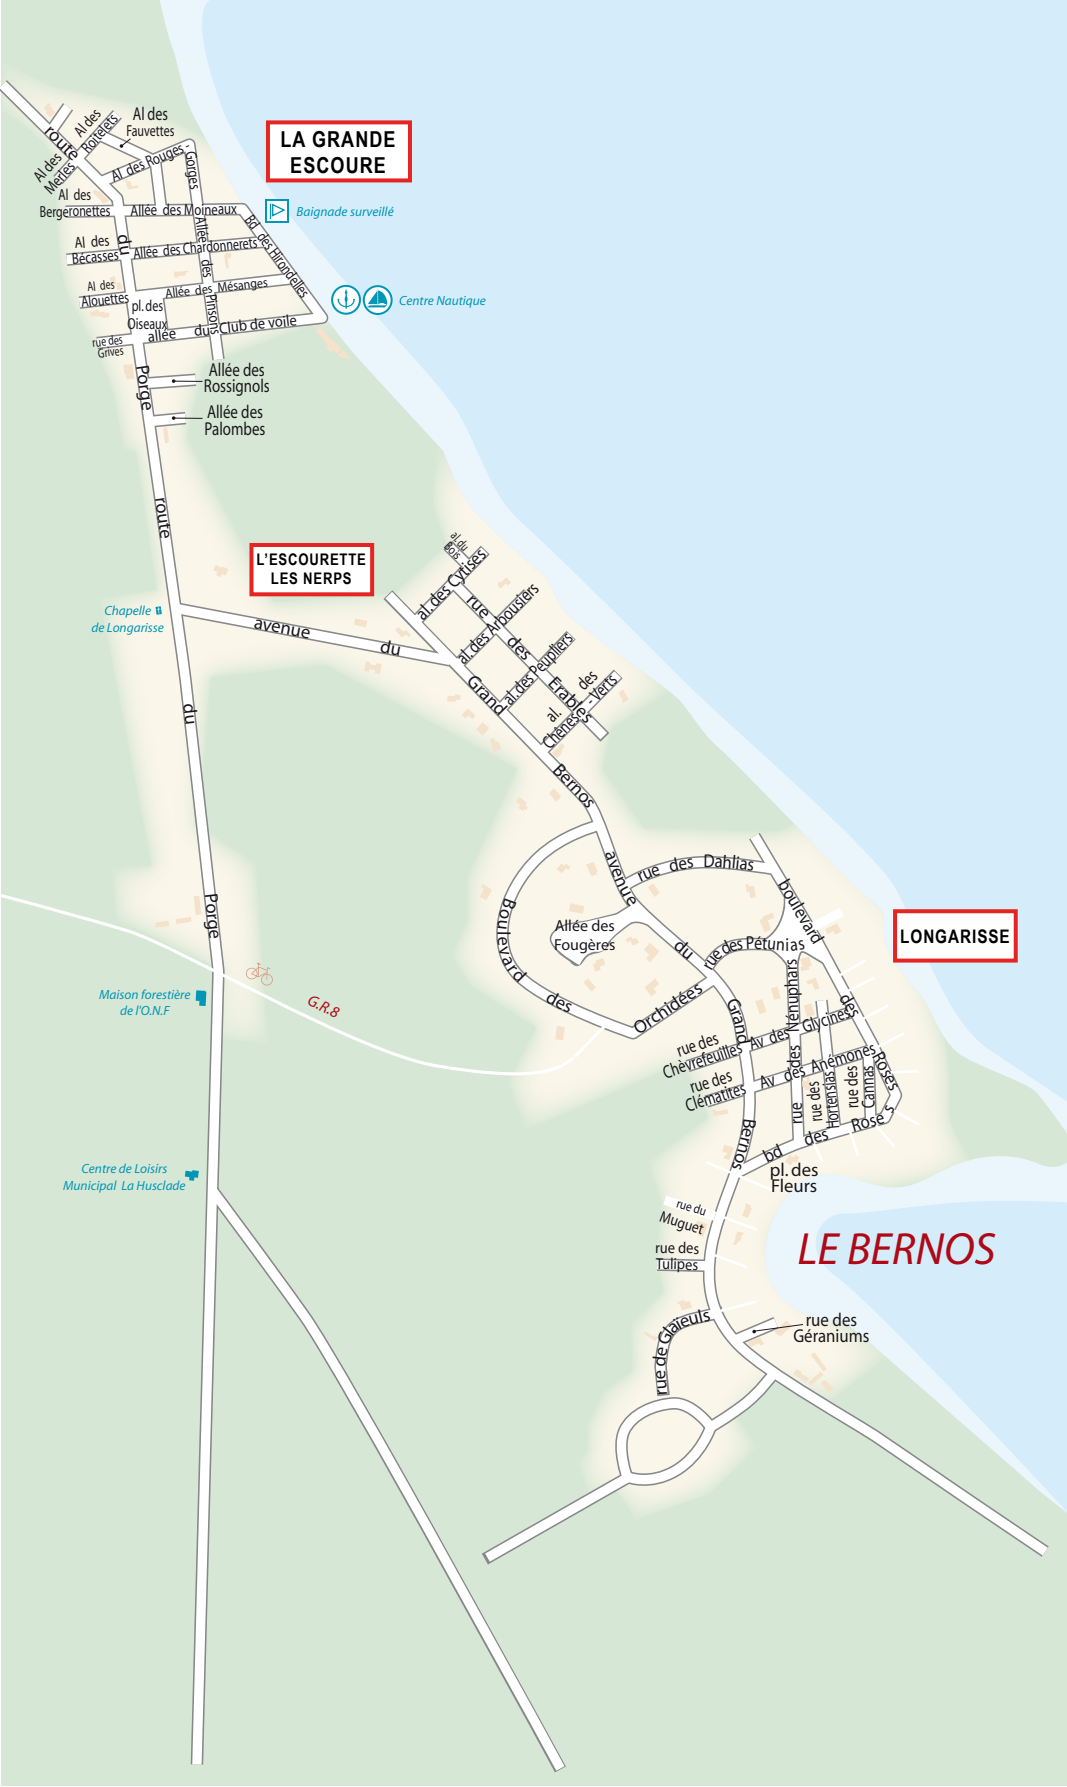 Al des
Roitelets
Al des
Fauvettes
route
Al des
Merles
Al des Rouges - Gorges
LA GRANDE
ESCOURE
Al des
Bergeronettes
Allée des Moineaux
Baignade surveillé
Bd des Hirondelles
du
Al des
Bécasses
Allée des Chardonnerets
Allée des Pinsons
Al des
Alouettes
Allée des Mésanges
pl. des
Oiseaux
Centre Nautique
rue des
Grives
allée du Club de voile
Porge
Allée des
Rossignols
Allée des
Palombes
route
al. du
Bois
L'ESCOURETTE
LES NERPS
al. des Cytises
Chapelle
de Longarisse
avenue du
rue des Erables
al. des Arbousiers
al. des Peupliers
al. des
Chênes - Verts
Grand
du
Bernos
avenue
rue des Dahlias
boulevard
Boulevard des Orchidées
Allée des
Fougères
LONGARISSE
du
rue des Pétunias
Porge
Maison forestière
de l'O.N.F
G.R.8
Grand
rue des Nénuphars
des
rue des
Chèvrefeuilles
Av des Glycines
rue des
Clématites
Av des Anémones
Roses
rue des
Hortensias
rue des
Cannas
Bernos
bd des Roses
pl. des
Fleurs
Centre de Loisirs
Municipal La Husclade
rue du
Muguet
LE BERNOS
rue des
Tulipes
rue de Glaïeuls
rue des
Géraniums